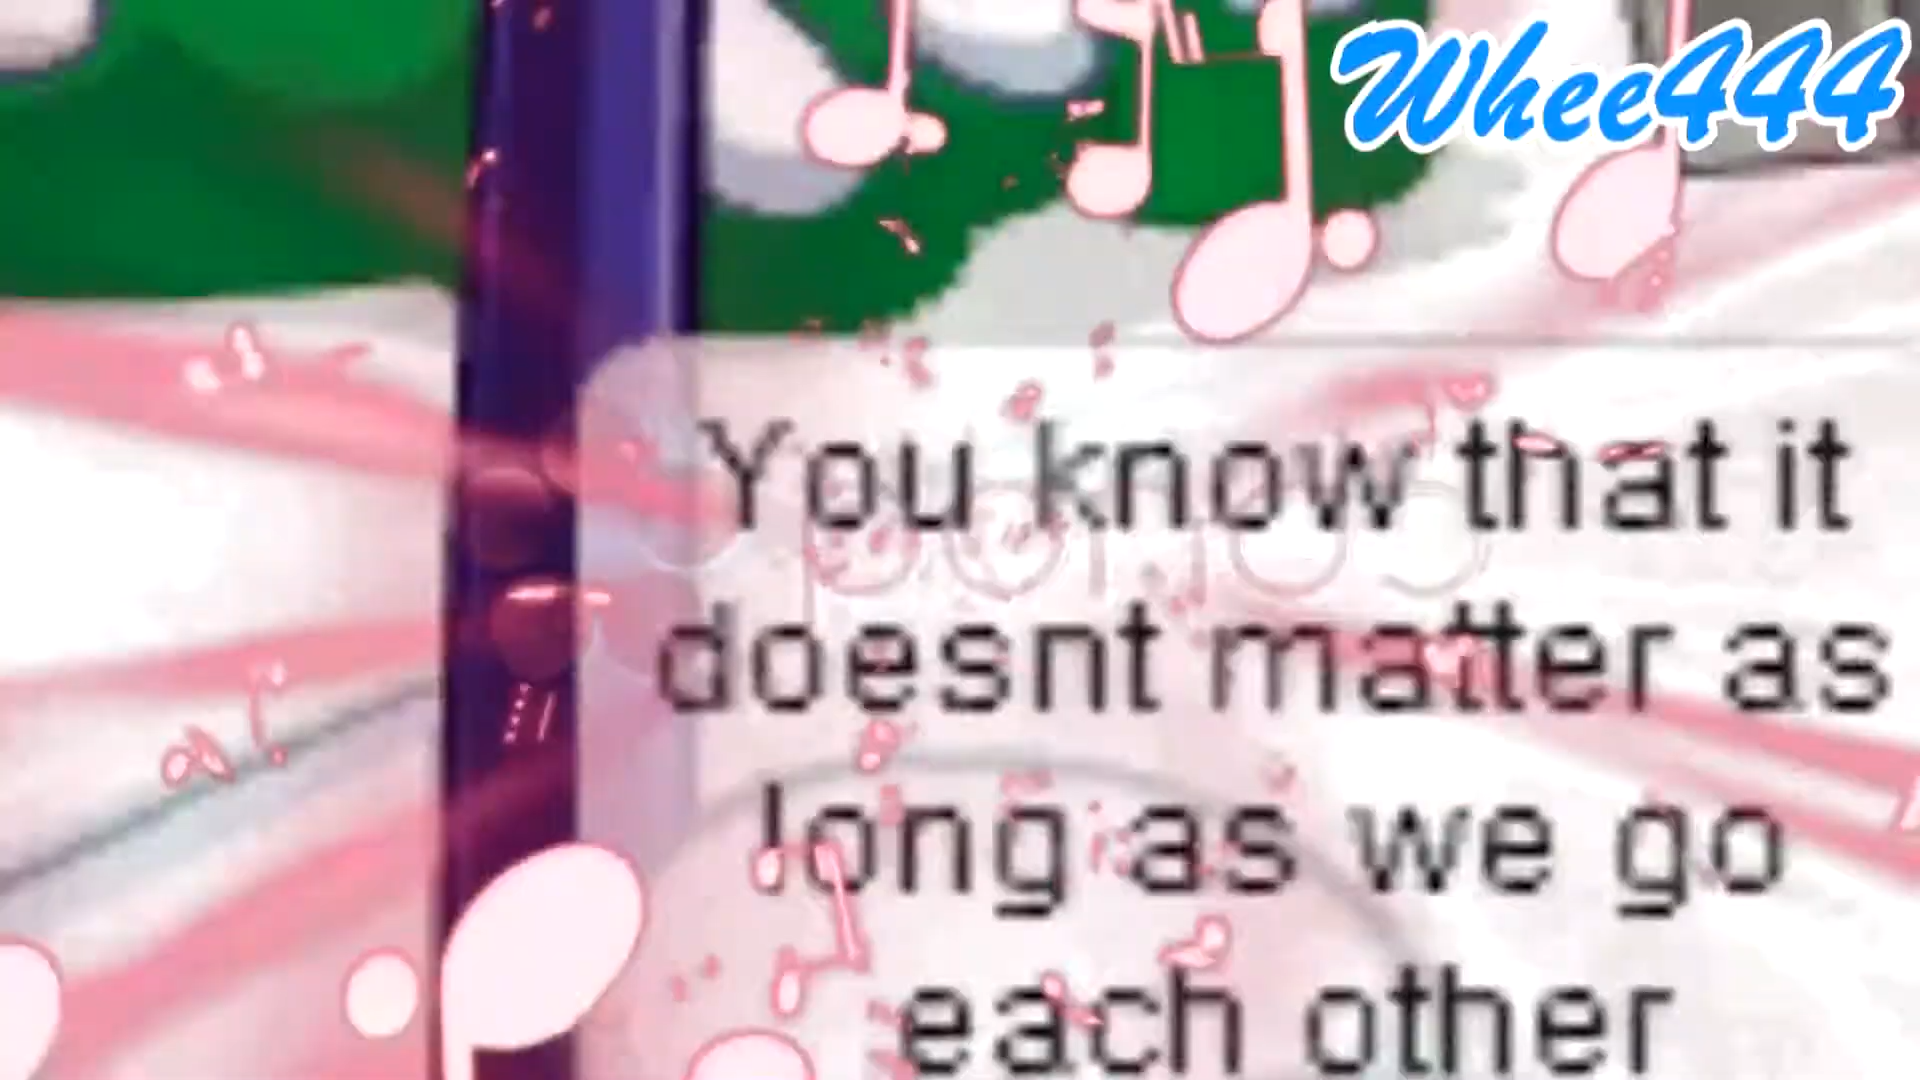 Whee444
You know that it
doesnt matter as
long as we go
each other